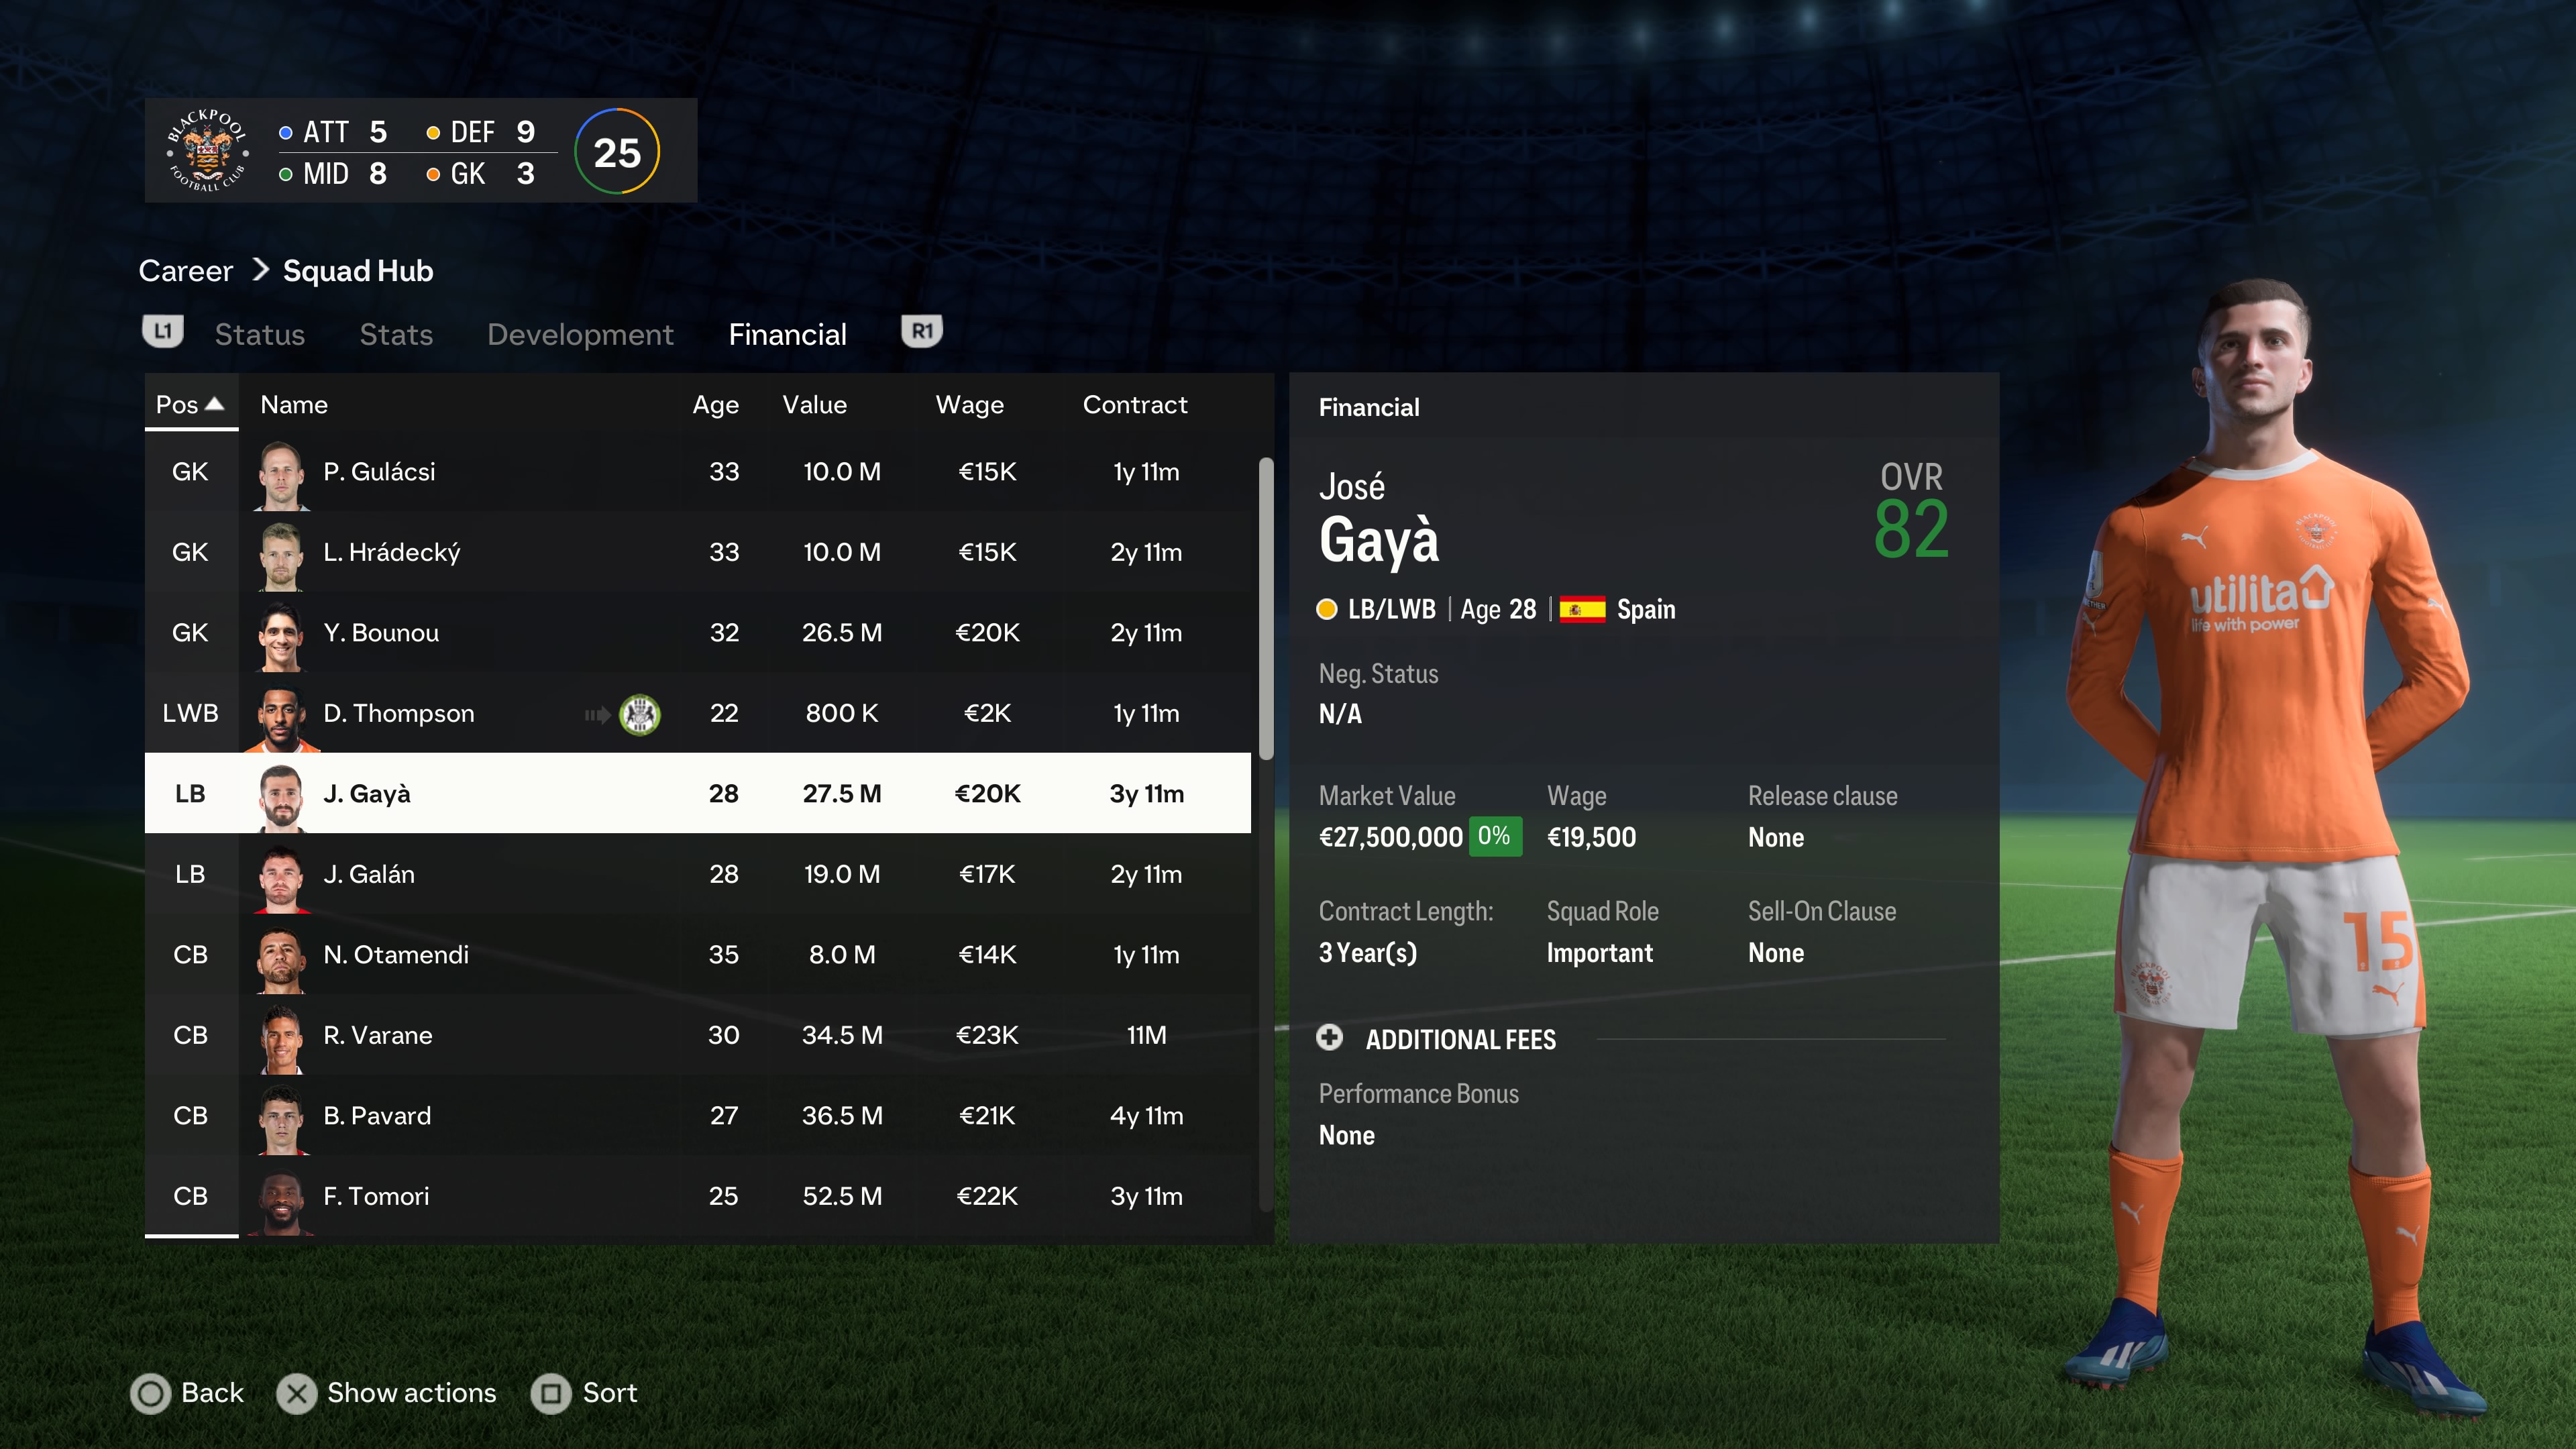 BLACKPOOL
FOOTBALL CLUB
ATT 5 DEF 9
MID 8 GK 3
25
Career > Squad Hub
L1 Status Stats Development Financial R1
Pos Name Age Value Wage Contract
GK P. Gulácsi 33 10.0 M €15K 1y 11m
GK L. Hrádecký 33 10.0 M €15K 2y 11m
GK Y. Bounou 32 26.5 M €20K 2y 11m
LWB D. Thompson 22 800 K €2K 1y 11m
LB J. Gayà 28 27.5 M €20K 3y 11m
LB J. Galán 28 19.0 M €17K 2y 11m
CB N. Otamendi 35 8.0 M €14K 1y 11m
CB R. Varane 30 34.5 M €23K 11M
CB B. Pavard 27 36.5 M €21K 4y 11m
CB F. Tomori 25 52.5 M €22K 3y 11m
Financial
José
Gayà
OVR
82
LB/LWB | Age 28 | Spain
Neg. Status
N/A
Market Value Wage Release clause
€27,500,000 0% €19,500 None
Contract Length: Squad Role Sell-On Clause
3 Year(s) Important None
ADDITIONAL FEES
Performance Bonus
None
utilita
life with power
15
Back Show actions Sort